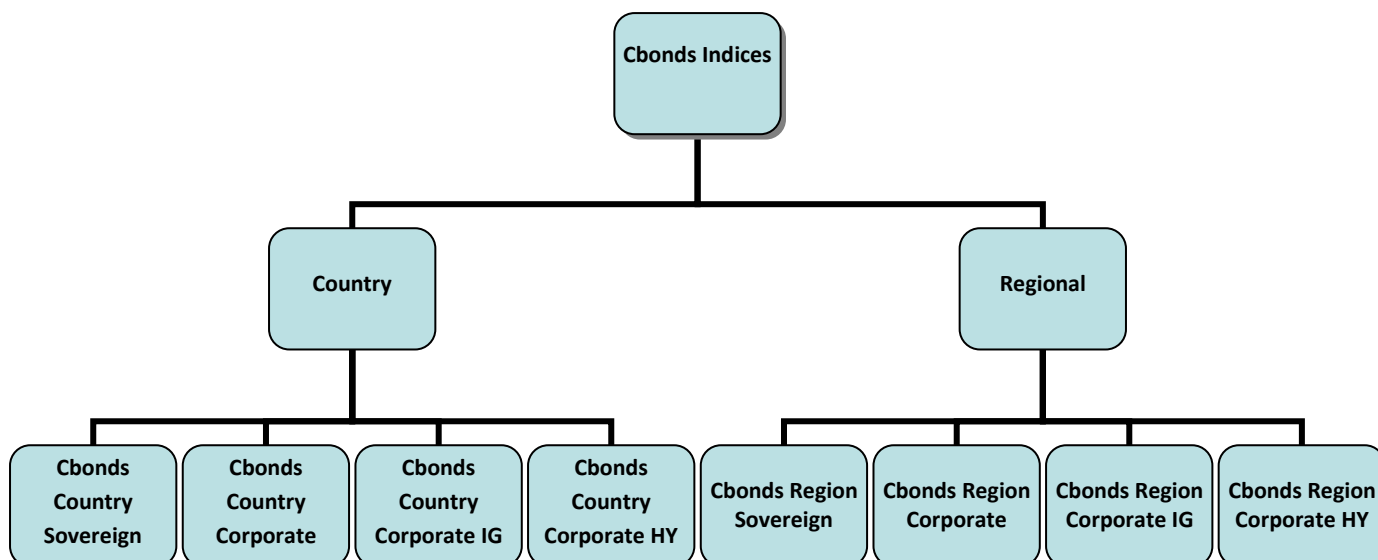 Cbonds Indices
Country
Regional
Cbonds
Country
Sovereign
Cbonds
Country
Corporate
Cbonds
Country
Corporate IG
Cbonds
Country
Corporate HY
Cbonds Region
Sovereign
Cbonds Region
Corporate
Cbonds Region
Corporate IG
Cbonds Region
Corporate HY